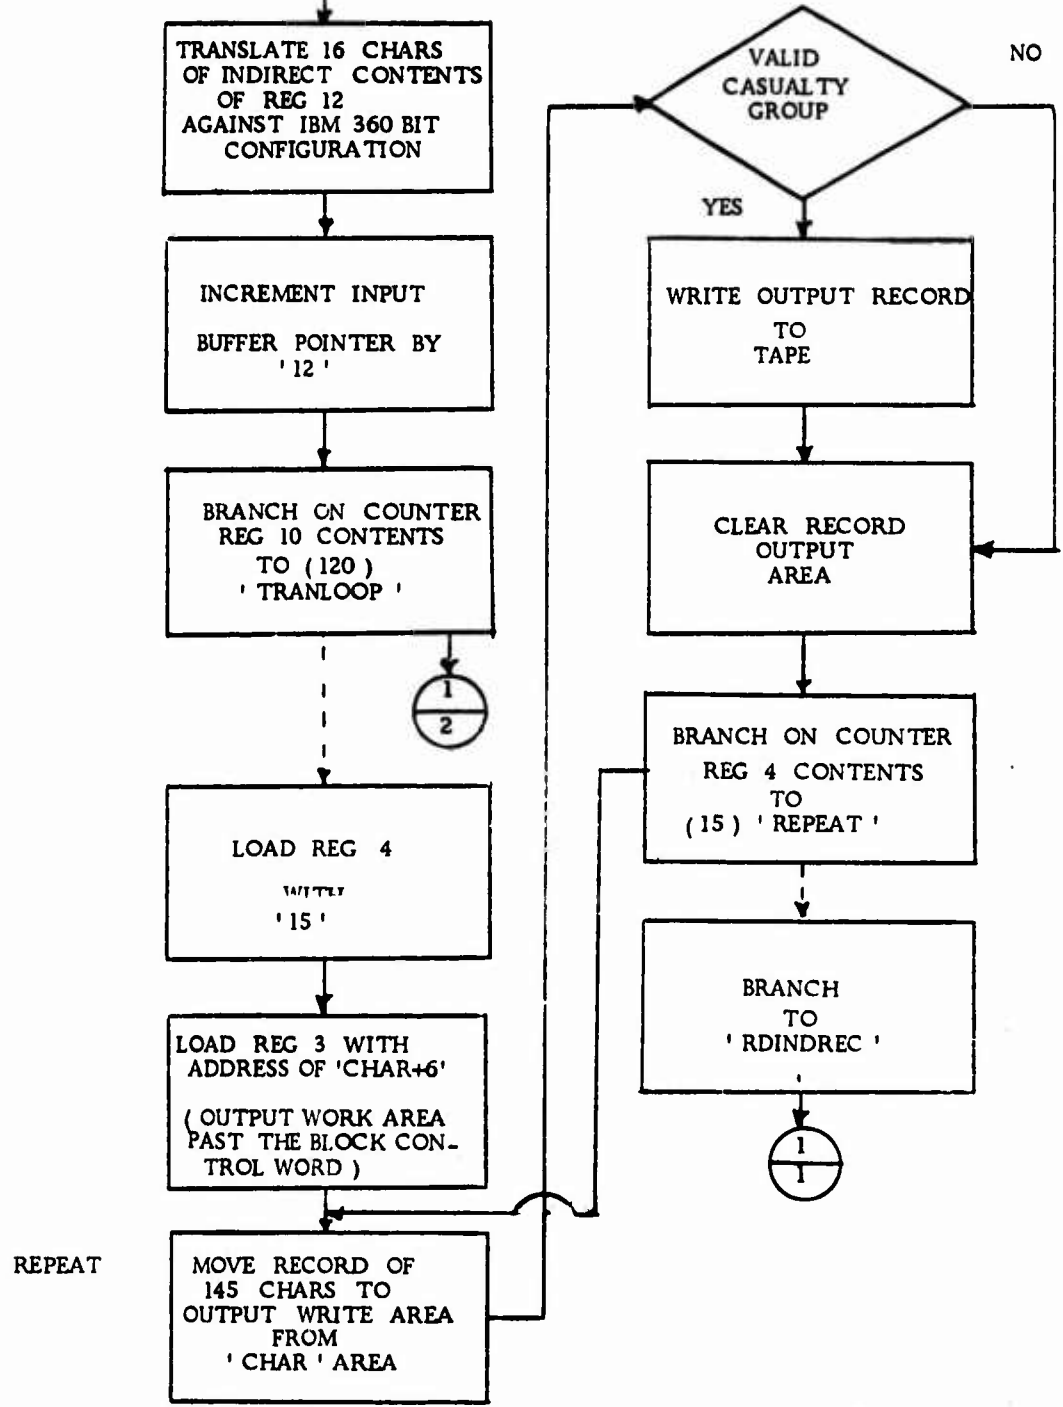 TRANSLATE 16 CHARS
OF INDIRECT CONTENTS
OF REG 12
AGAINST IBM 360 BIT
CONFIGURATION
INCREMENT INPUT
BUFFER POINTER BY
' 12 '
BRANCH ON COUNTER
REG 10 CONTENTS
TO ( 120 )
' TRANLOOP '
1
2
LOAD REG 4
' 15 '
LOAD REG 3 WITH
ADDRESS OF 'CHAR+6'
( OUTPUT WORK AREA
PAST THE BLOCK CON-
TROL WORD )
REPEAT
MOVE RECORD OF
145 CHARS TO
OUTPUT WRITE AREA
FROM
' CHAR ' AREA
VALID
CASUALTY
GROUP
NO
YES
WRITE OUTPUT RECORD
TO
TAPE
CLEAR RECORD
OUTPUT
AREA
BRANCH ON COUNTER
REG 4 CONTENTS
TO
( 15 ) ' REPEAT '
BRANCH
TO
' RDINDREC '
1
1